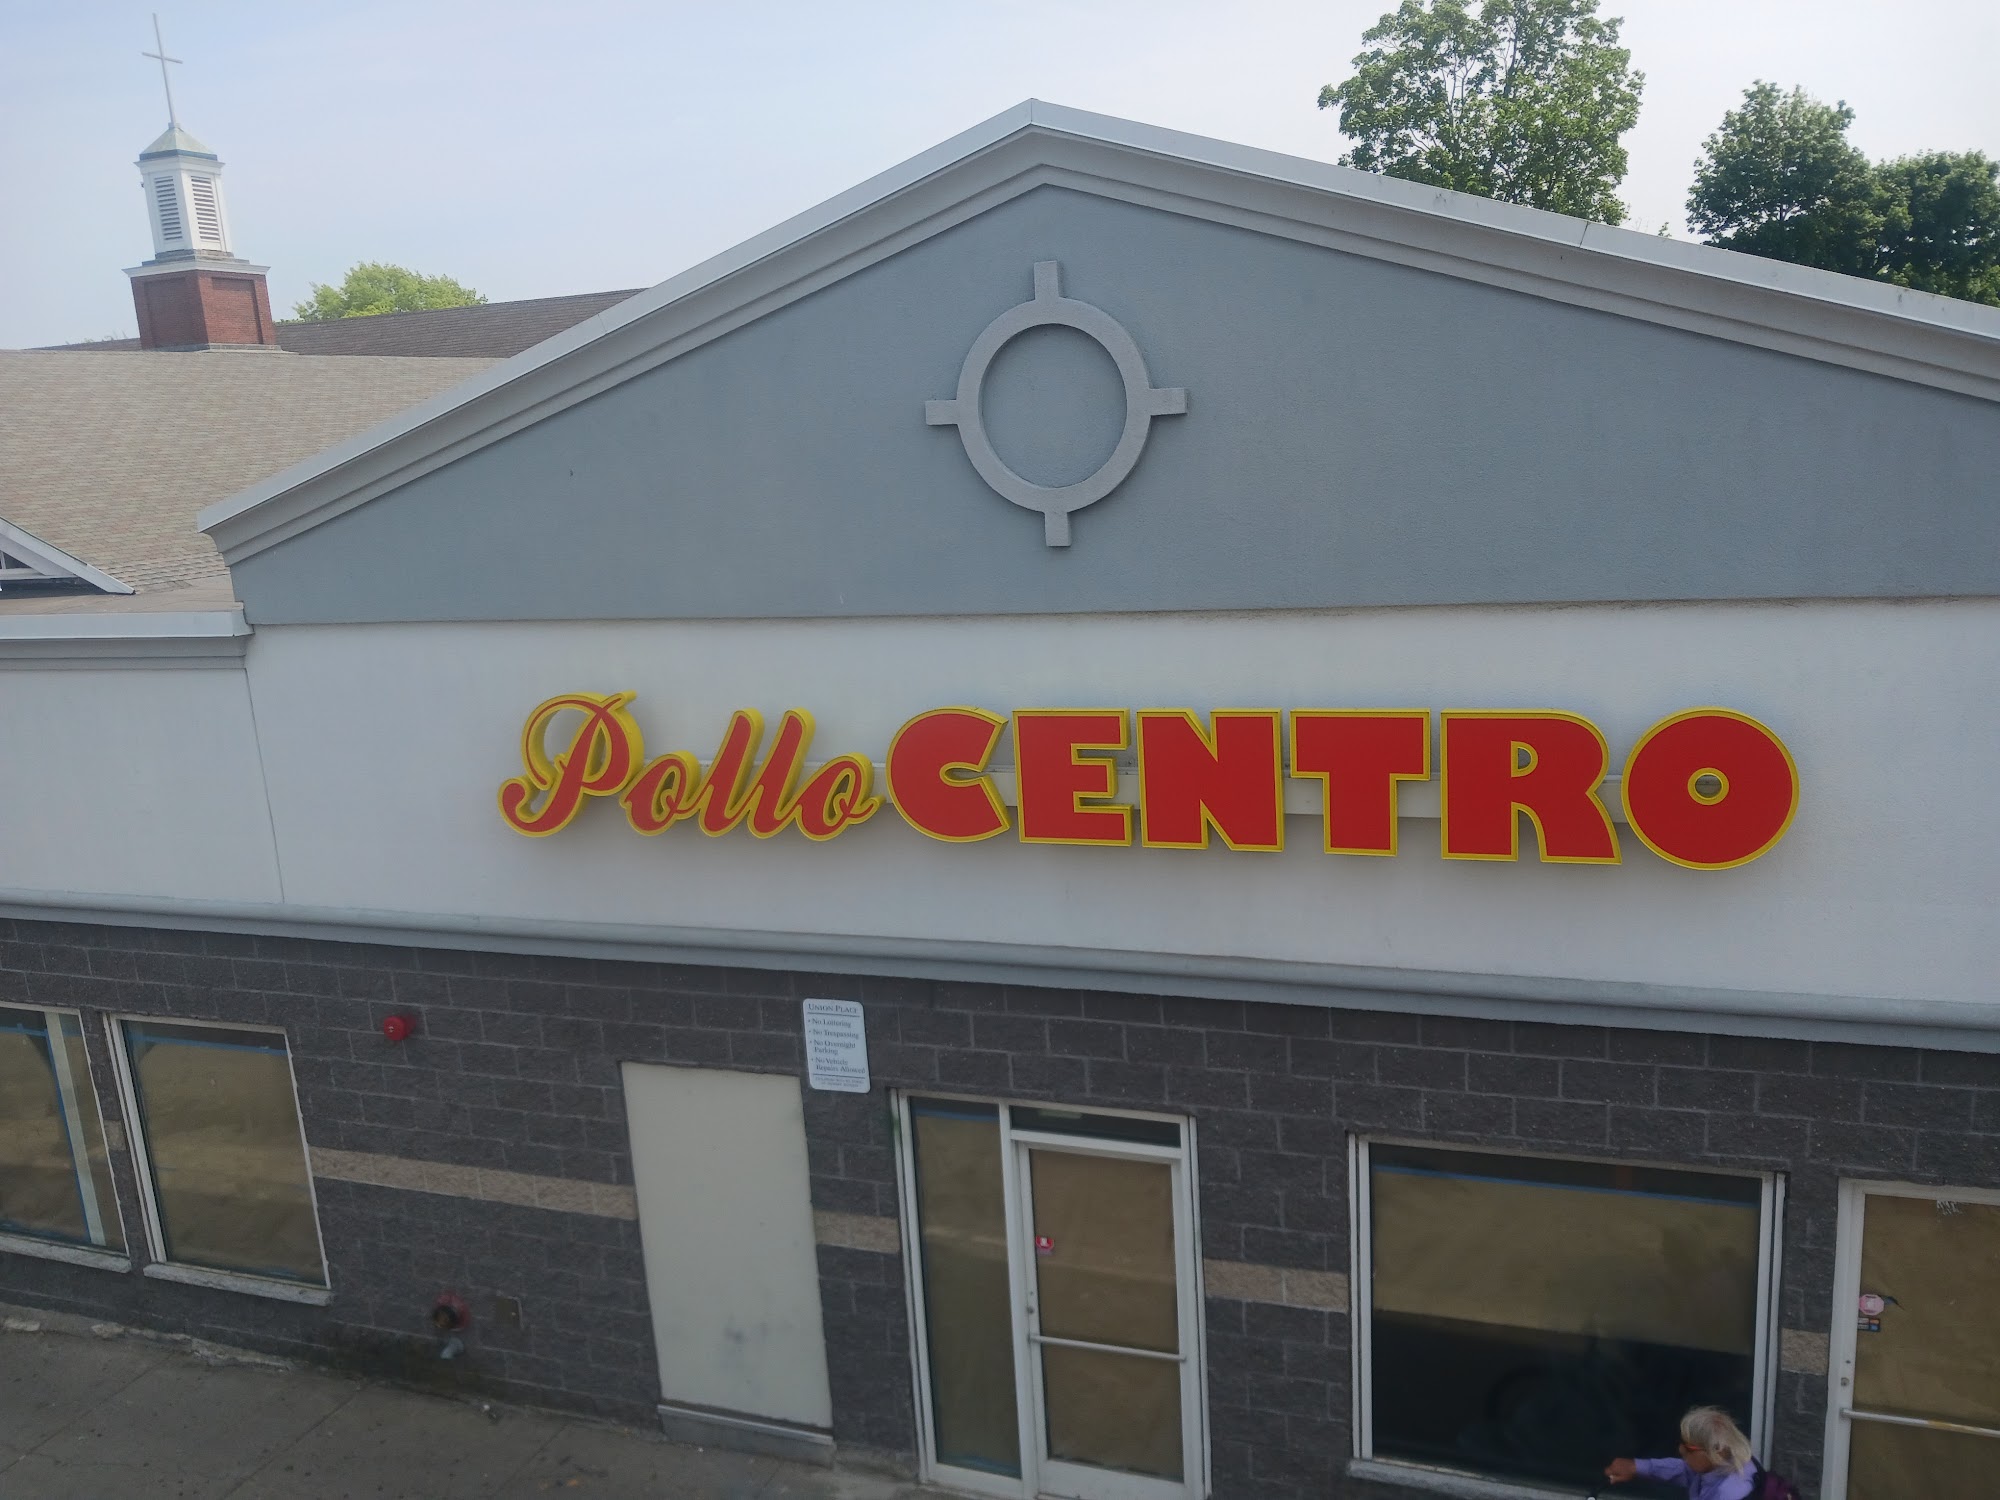 Pollo CENTRO
UNION PLACE
• No Loitering
• No Trespassing
• No Overnight
Parking
• No Vehicle
Repairs Allowed